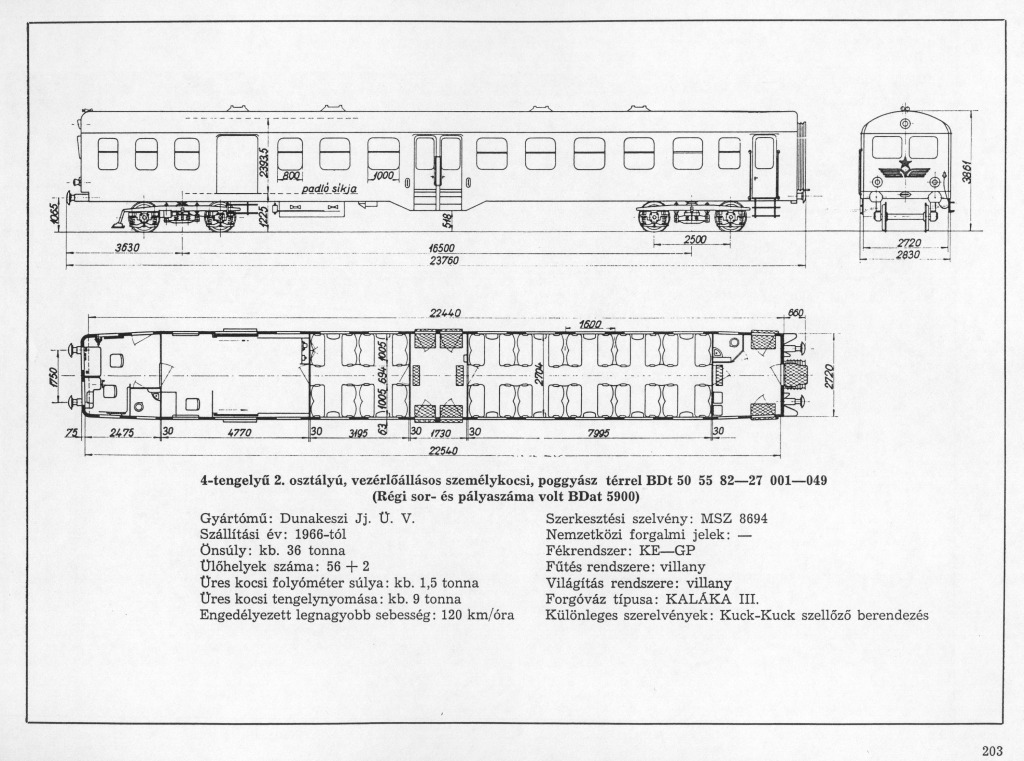 2393,5
800
1000
padló síkja
1065
1225
548
3861
3630
16500
2500
23760
2720
2830
22440
660
1600
1005
694
1005
63
2704
1750
2720
75
2475
30
4770
30
3195
30
1730
30
7995
30
22540
4-tengelyű 2. osztályú, vezérlőállásos személykocsi, poggyász térrel BDt 50 55 82—27 001—049
(Régi sor- és pályaszáma volt BDat 5900)
Gyártómű: Dunakeszi Jj. Ü. V.
Szállítási év: 1966-tól
Önsúly: kb. 36 tonna
Ülőhelyek száma: 56 + 2
Üres kocsi folyóméter súlya: kb. 1,5 tonna
Üres kocsi tengelynyomása: kb. 9 tonna
Engedélyezett legnagyobb sebesség: 120 km/óra
Szerkesztési szelvény: MSZ 8694
Nemzetközi forgalmi jelek: —
Fékrendszer: KE—GP
Fűtés rendszere: villany
Világítás rendszere: villany
Forgóváz típusa: KALÁKA III.
Különleges szerelvények: Kuck-Kuck szellőző berendezés
203